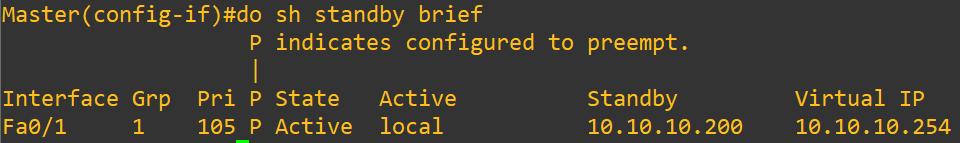 Master(config-if)#do sh standby brief
P indicates configured to preempt.
|
Interface Grp Pri P State Active Standby Virtual IP
Fa0/1 1 105 P Active local 10.10.10.200 10.10.10.254